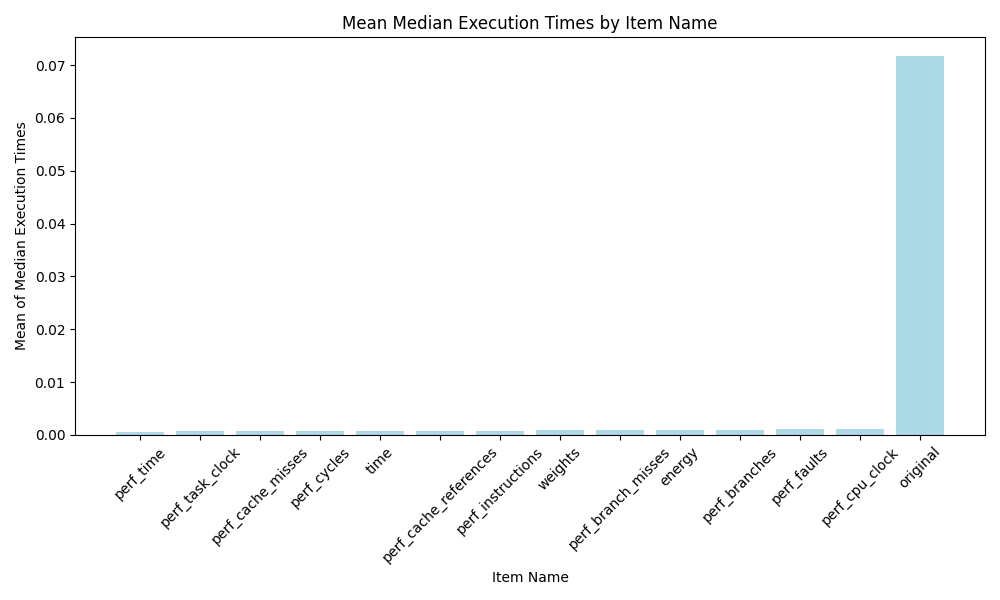 Mean Median Execution Times by Item Name
Mean of Median Execution Times
0.07
0.06
0.05
0.04
0.03
0.02
0.01
0.00
perf_time
perf_task_clock
perf_cache_misses
perf_cycles
time
perf_cache_references
perf_instructions
weights
perf_branch_misses
energy
perf_branches
perf_faults
perf_cpu_clock
original
Item Name